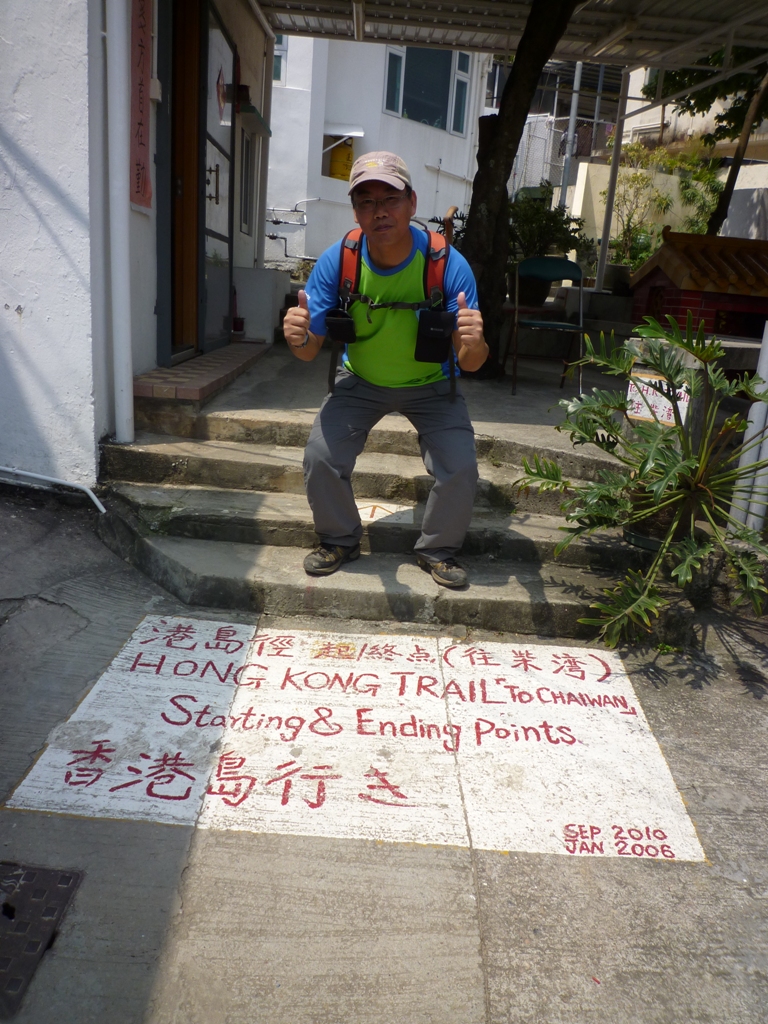 港島徑 起/終点(往柴湾)
HONG KONG TRAIL「TO CHAIWAN」
Starting & Ending Points
香港島行き
SEP 2010
JAN 2006